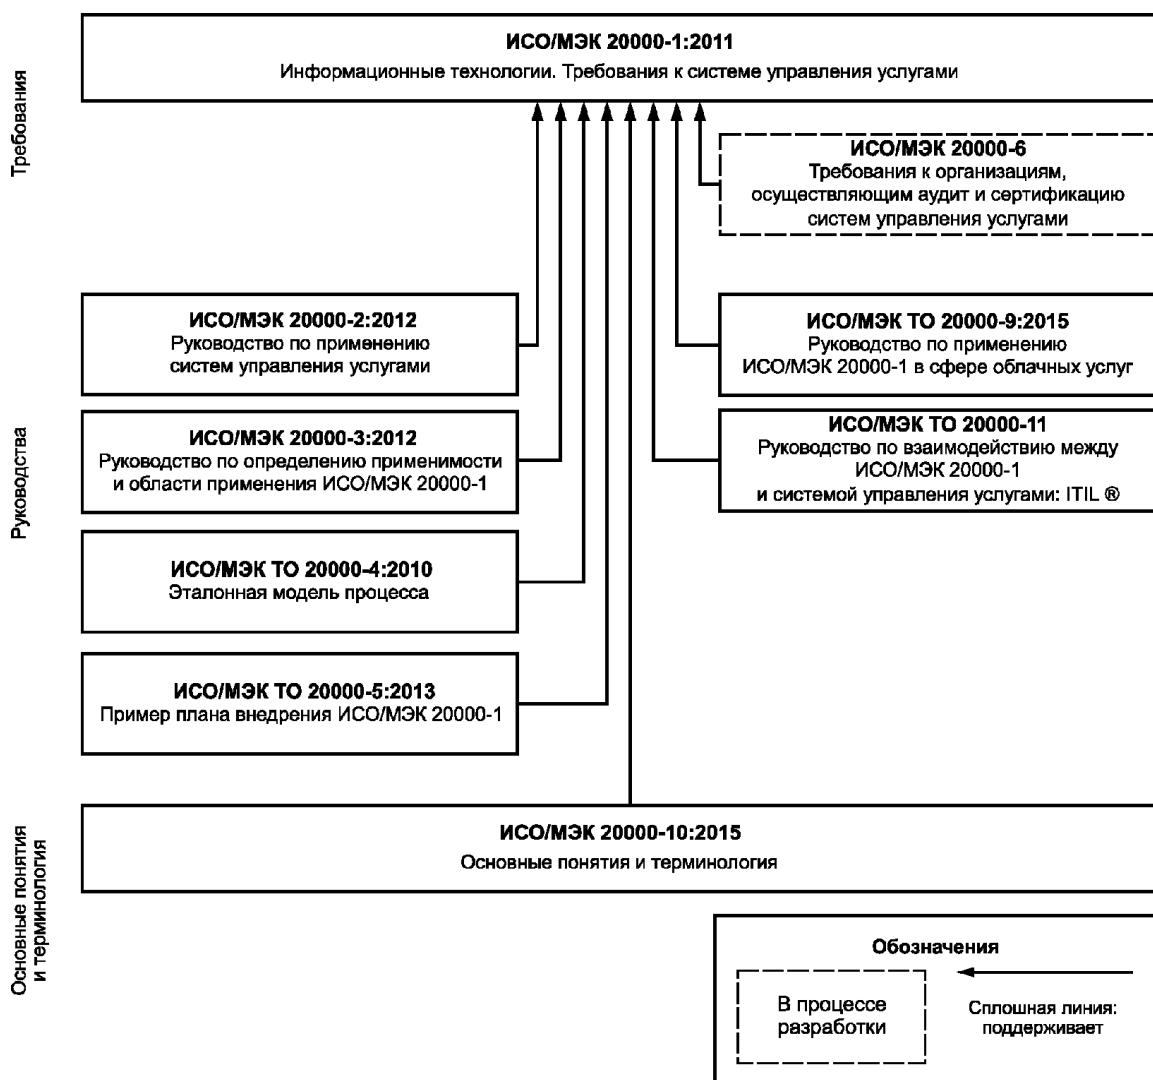 Требования
ИСО/МЭК 20000-1:2011
Информационные технологии. Требования к системе управления услугами
ИСО/МЭК 20000-6
Требования к организациям,
осуществляющим аудит и сертификацию
систем управления услугами
Руководства
ИСО/МЭК 20000-2:2012
Руководство по применению
систем управления услугами
ИСО/МЭК 20000-3:2012
Руководство по определению применимости
и области применения ИСО/МЭК 20000-1
ИСО/МЭК ТО 20000-4:2010
Эталонная модель процесса
ИСО/МЭК ТО 20000-5:2013
Пример плана внедрения ИСО/МЭК 20000-1
ИСО/МЭК ТО 20000-9:2015
Руководство по применению
ИСО/МЭК 20000-1 в сфере облачных услуг
ИСО/МЭК ТО 20000-11
Руководство по взаимодействию между
ИСО/МЭК 20000-1
и системой управления услугами: ITIL ®
Основные понятия
и терминология
ИСО/МЭК 20000-10:2015
Основные понятия и терминология
Обозначения
В процессе
разработки
Сплошная линия:
поддерживает